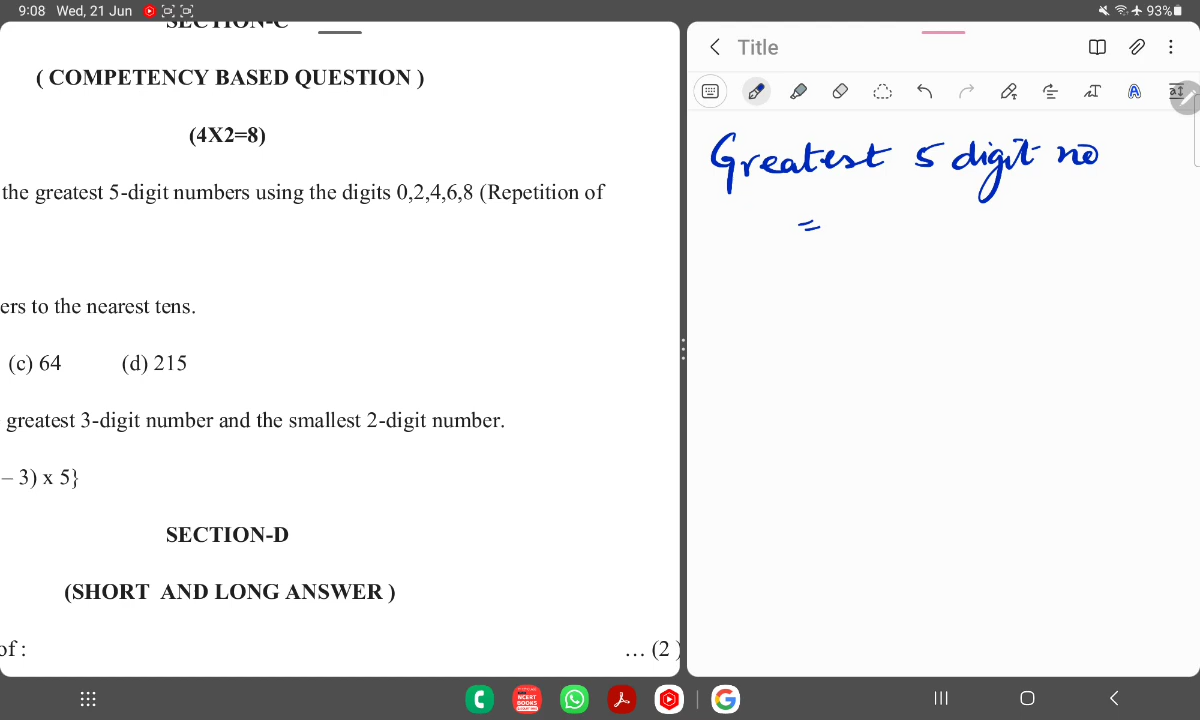 9:08 Wed, 21 Jun
93%
SECTION-C
( COMPETENCY BASED QUESTION )
(4X2=8)
the greatest 5-digit numbers using the digits 0,2,4,6,8 (Repetition of
ers to the nearest tens.
(c) 64 (d) 215
greatest 3-digit number and the smallest 2-digit number.
– 3) x 5}
SECTION-D
(SHORT AND LONG ANSWER )
of :
... (2 )
Title
Greatest 5 digit no
=